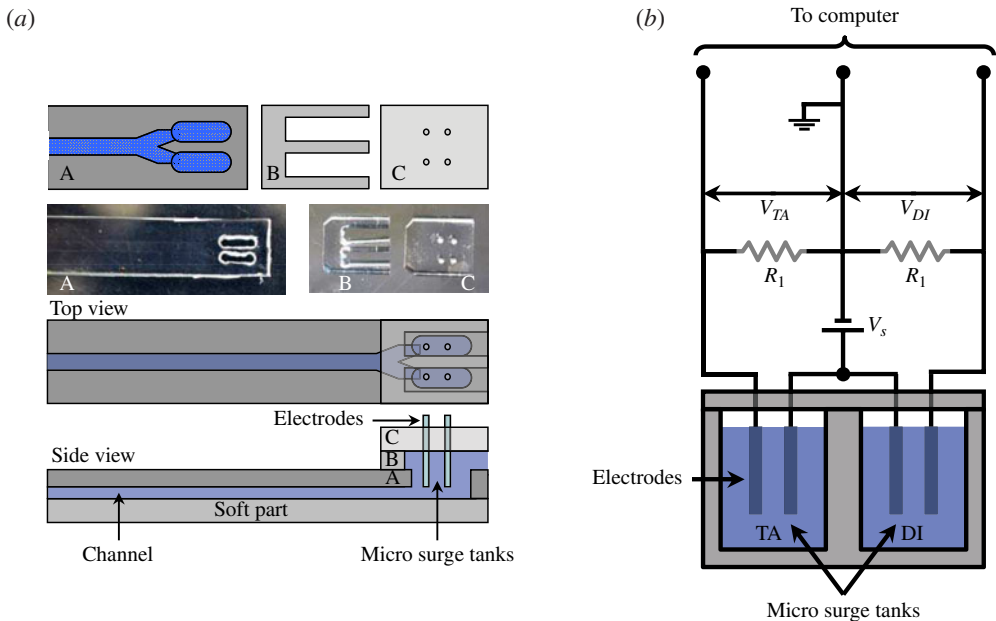 (a)
A
B
C
A
B
C
Top view
Electrodes
C
Side view
B
A
Soft part
Channel
Micro surge tanks
(b)
To computer
V_TA
V_DI
R_1
R_1
V_s
Electrodes
TA
DI
Micro surge tanks